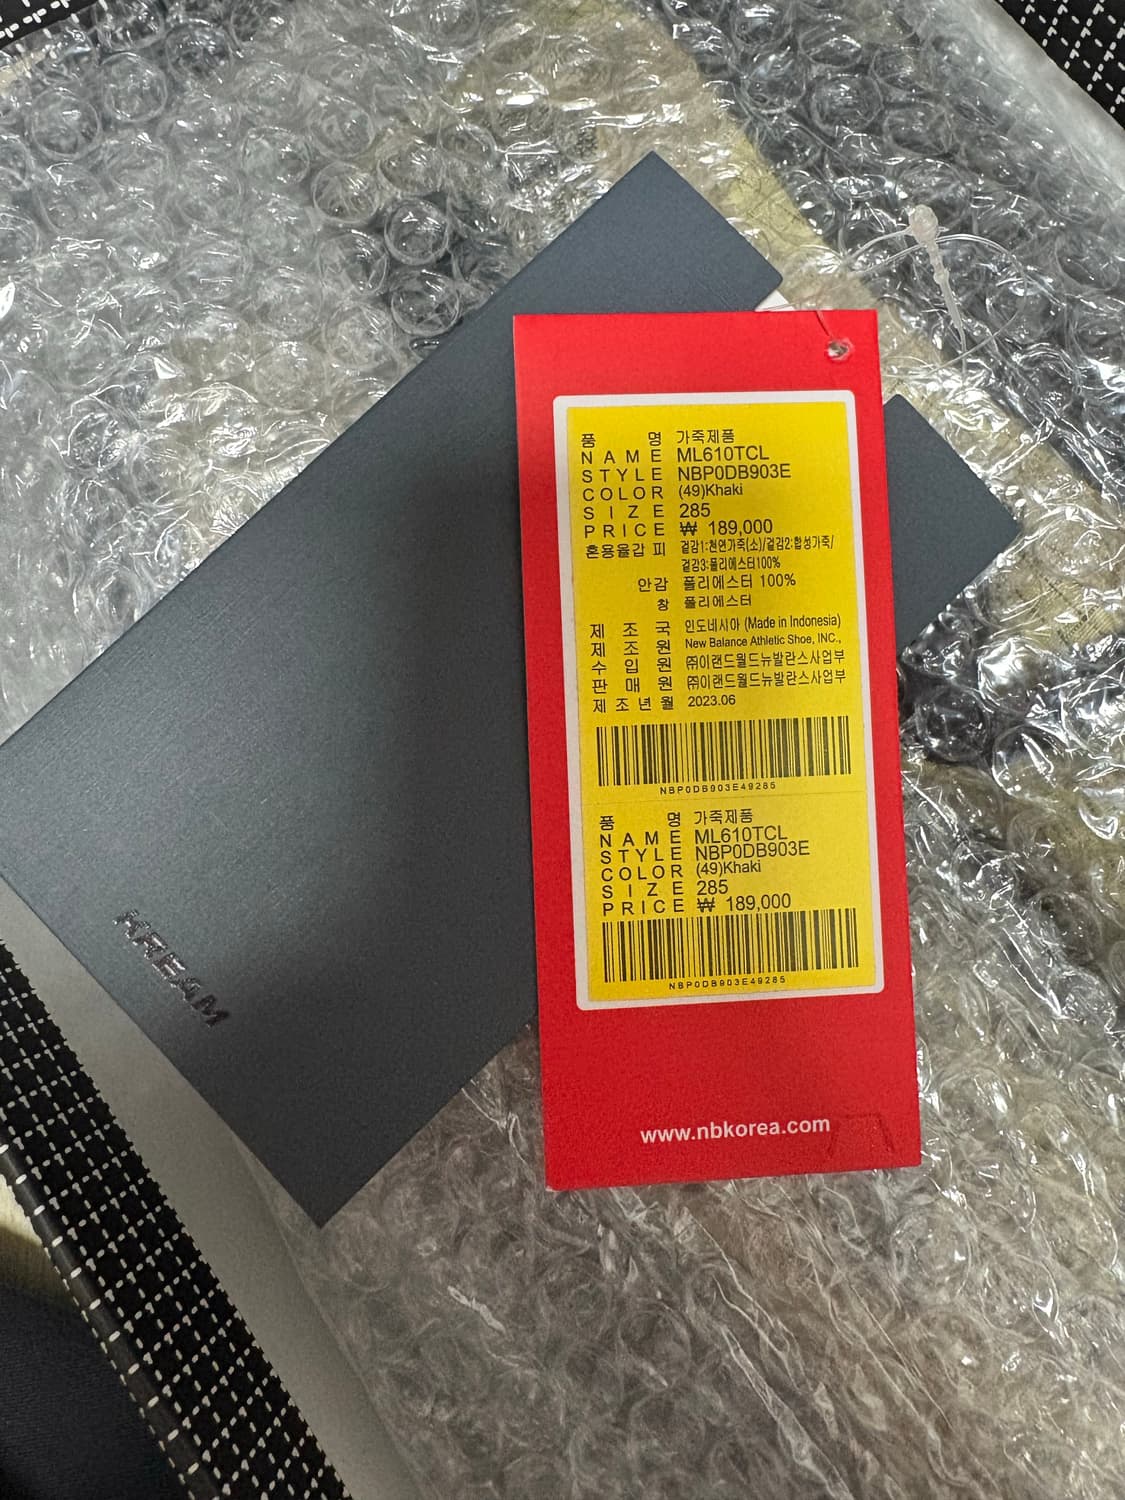 품 명 가죽제품
NAME ML610TCL
STYLE NBP0DB903E
COLOR (49)Khaki
SIZE 285
PRICE ₩ 189,000
혼용율갑 피 겉감1:천연가죽(소)/겉감2:합성가죽/
겉감3:폴리에스터100%
안감 폴리에스터 100%
창 폴리에스터
제 조 국 인도네시아 (Made in Indonesia)
제 조 원 New Balance Athletic Shoe, INC.,
수 입 원 ㈜이랜드월드뉴발란스사업부
판 매 원 ㈜이랜드월드뉴발란스사업부
제 조 년 월 2023.06
NBP0DB903E49285
품 명 가죽제품
NAME ML610TCL
STYLE NBP0DB903E
COLOR (49)Khaki
SIZE 285
PRICE ₩ 189,000
NBP0DB903E49285
www.nbkorea.com
KREAM